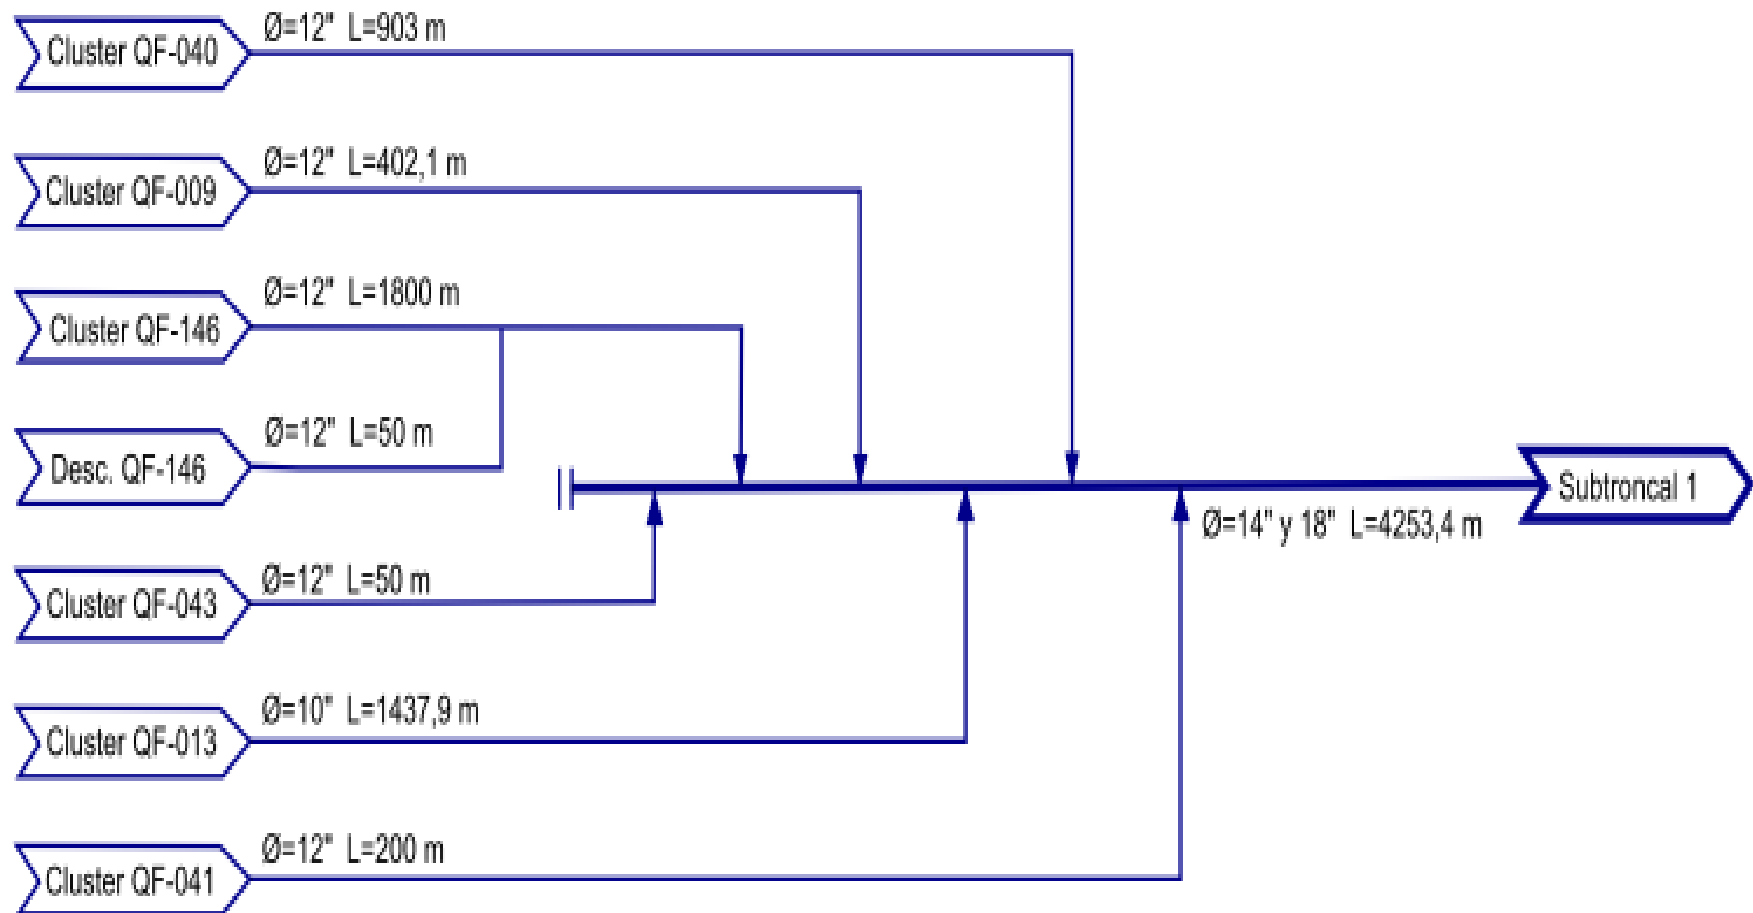 Ø=12" L=903 m
Cluster QF-040
Ø=12" L=402,1 m
Cluster QF-009
Ø=12" L=1800 m
Cluster QF-146
Ø=12" L=50 m
Desc. QF-146
Subtroncal 1
Ø=14" y 18" L=4253,4 m
Ø=12" L=50 m
Cluster QF-043
Ø=10" L=1437,9 m
Cluster QF-013
Ø=12" L=200 m
Cluster QF-041